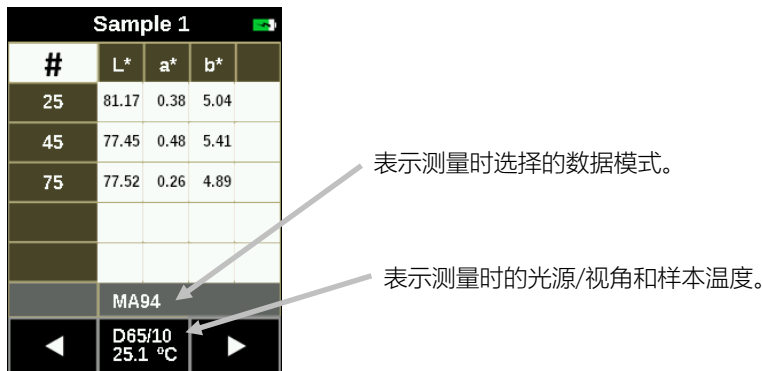 Sample 1
# L* a* b*
25 81.17 0.38 5.04
45 77.45 0.48 5.41
75 77.52 0.26 4.89
表示测量时选择的数据模式。
表示测量时的光源/视角和样本温度。
MA94
D65/10
25.1 ºC